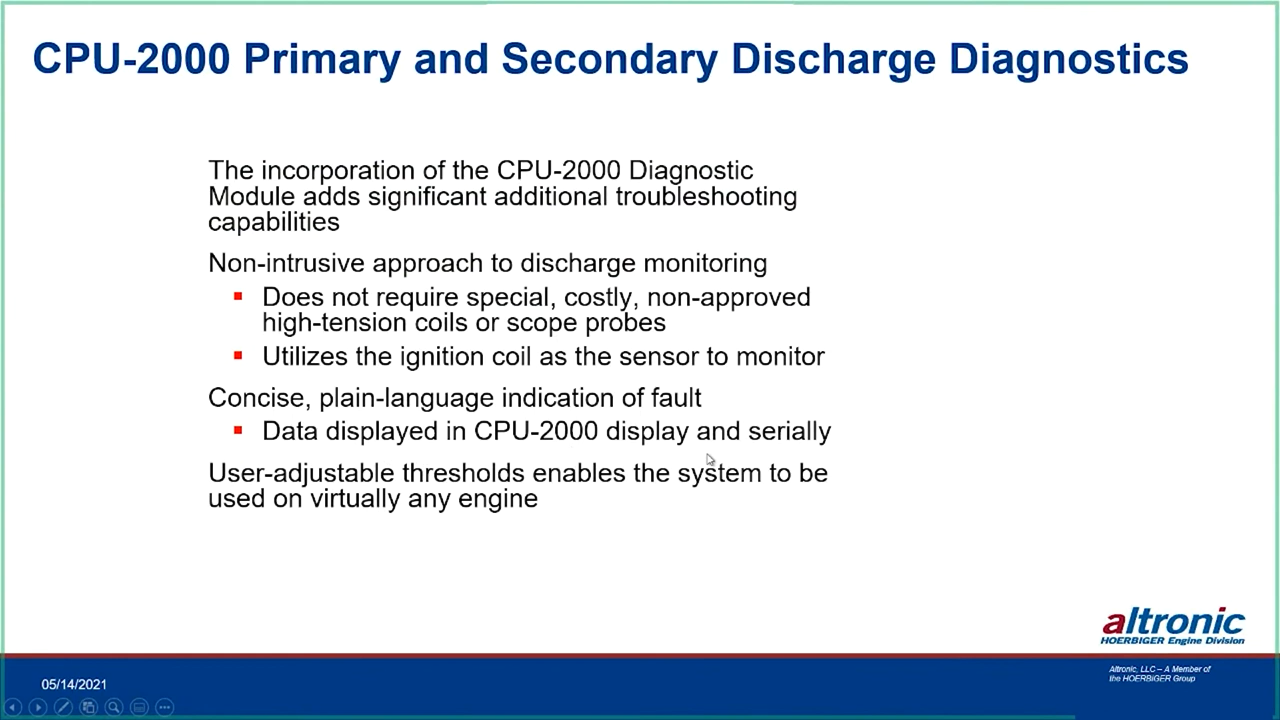 CPU-2000 Primary and Secondary Discharge Diagnostics
The incorporation of the CPU-2000 Diagnostic
Module adds significant additional troubleshooting
capabilities
Non-intrusive approach to discharge monitoring
Does not require special, costly, non-approved
high-tension coils or scope probes
Utilizes the ignition coil as the sensor to monitor
Concise, plain-language indication of fault
Data displayed in CPU-2000 display and serially
User-adjustable thresholds enables the system to be
used on virtually any engine
altronic
HOERBIGER Engine Division
Altronic, LLC – A Member of
the HOERBIGER Group
05/14/2021